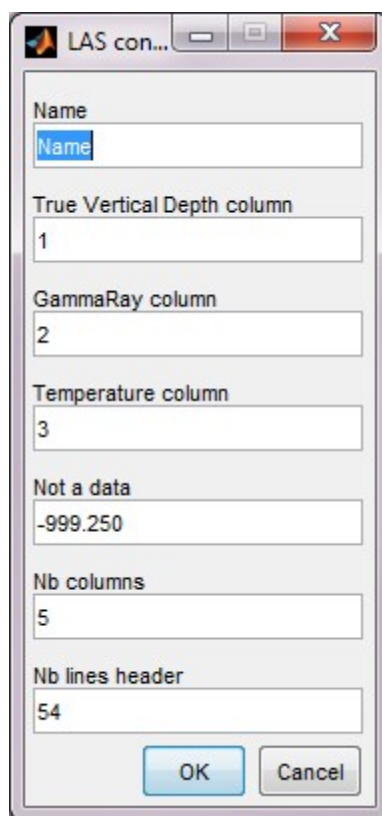 LAS con...
Name
Name
True Vertical Depth column
1
GammaRay column
2
Temperature column
3
Not a data
-999.250
Nb columns
5
Nb lines header
54
OK Cancel